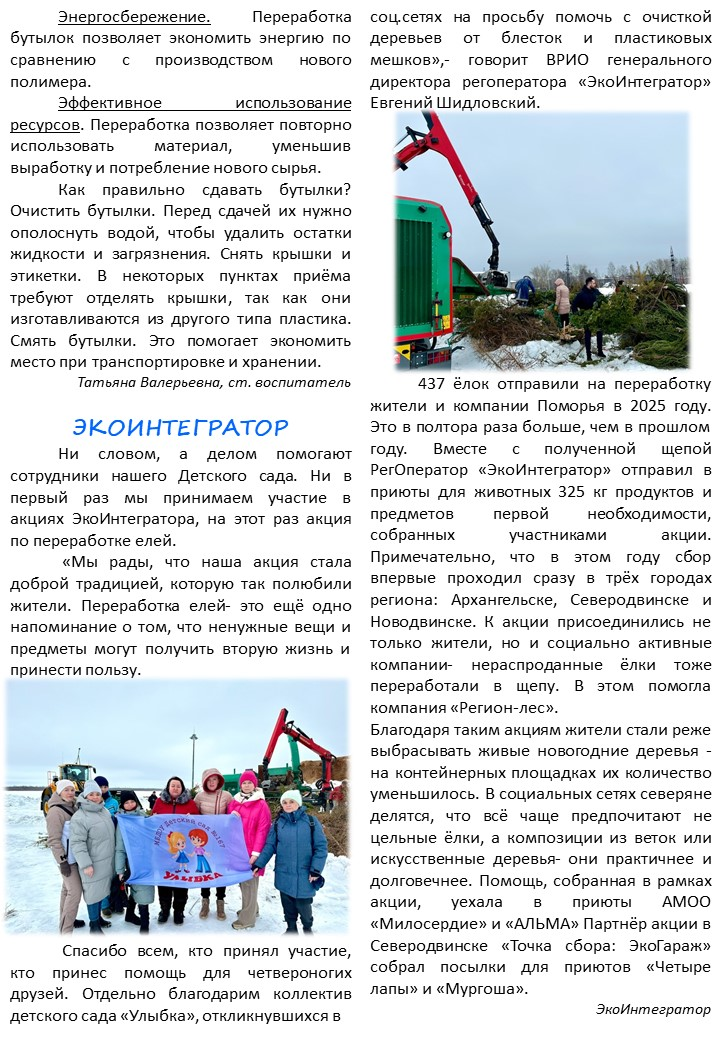 Энергосбережение. Переработка
бутылок позволяет экономить энергию по
сравнению с производством нового
полимера.
Эффективное использование
ресурсов. Переработка позволяет повторно
использовать материал, уменьшив
выработку и потребление нового сырья.
Как правильно сдавать бутылки?
Очистить бутылки. Перед сдачей их нужно
ополоснуть водой, чтобы удалить остатки
жидкости и загрязнения. Снять крышки и
этикетки. В некоторых пунктах приёма
требуют отделять крышки, так как они
изготавливаются из другого типа пластика.
Смять бутылки. Это помогает экономить
место при транспортировке и хранении.
Татьяна Валерьевна, ст. воспитатель
ЭКОИНТЕГРАТОР
Ни словом, а делом помогают
сотрудники нашего Детского сада. Ни в
первый раз мы принимаем участие в
акциях ЭкоИнтегратора, на этот раз акция
по переработке елей.
«Мы рады, что наша акция стала
доброй традицией, которую так полюбили
жители. Переработка елей- это ещё одно
напоминание о том, что ненужные вещи и
предметы могут получить вторую жизнь и
принести пользу.
МБДОУ Детский сад №187
УЛЫБКА
Спасибо всем, кто принял участие,
кто принес помощь для четвероногих
друзей. Отдельно благодарим коллектив
детского сада «Улыбка», откликнувшихся в
соц.сетях на просьбу помочь с очисткой
деревьев от блесток и пластиковых
мешков»,- говорит ВРИО генерального
директора регоператора «ЭкоИнтегратор»
Евгений Шидловский.
437 ёлок отправили на переработку
жители и компании Поморья в 2025 году.
Это в полтора раза больше, чем в прошлом
году. Вместе с полученной щепой
РегОператор «ЭкоИнтегратор» отправил в
приюты для животных 325 кг продуктов и
предметов первой необходимости,
собранных участниками акции.
Примечательно, что в этом году сбор
впервые проходил сразу в трёх городах
региона: Архангельске, Северодвинске и
Новодвинске. К акции присоединились не
только жители, но и социально активные
компании- нераспроданные ёлки тоже
переработали в щепу. В этом помогла
компания «Регион-лес».
Благодаря таким акциям жители стали реже
выбрасывать живые новогодние деревья -
на контейнерных площадках их количество
уменьшилось. В социальных сетях северяне
делятся, что всё чаще предпочитают не
цельные ёлки, а композиции из веток или
искусственные деревья- они практичнее и
долговечнее. Помощь, собранная в рамках
акции, уехала в приюты АМОО
«Милосердие» и «АЛЬМА» Партнёр акции в
Северодвинске «Точка сбора: ЭкоГараж»
собрал посылки для приютов «Четыре
лапы» и «Мургоша».
ЭкоИнтегратор